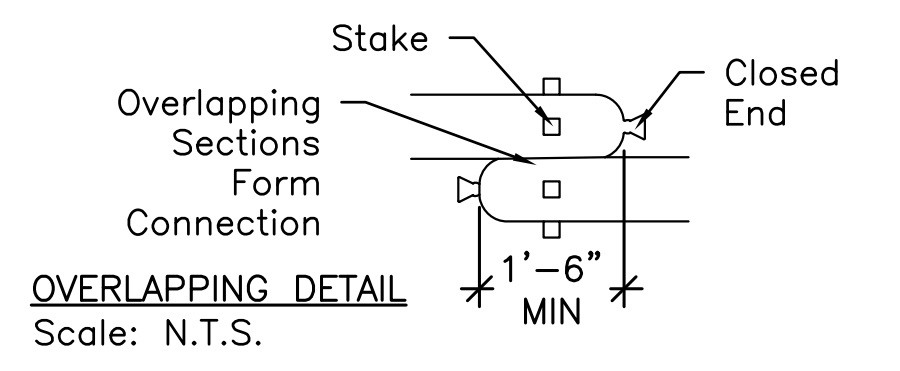 Stake
Closed
End
Overlapping
Sections
Form
Connection
1'-6"
MIN
OVERLAPPING DETAIL
Scale: N.T.S.